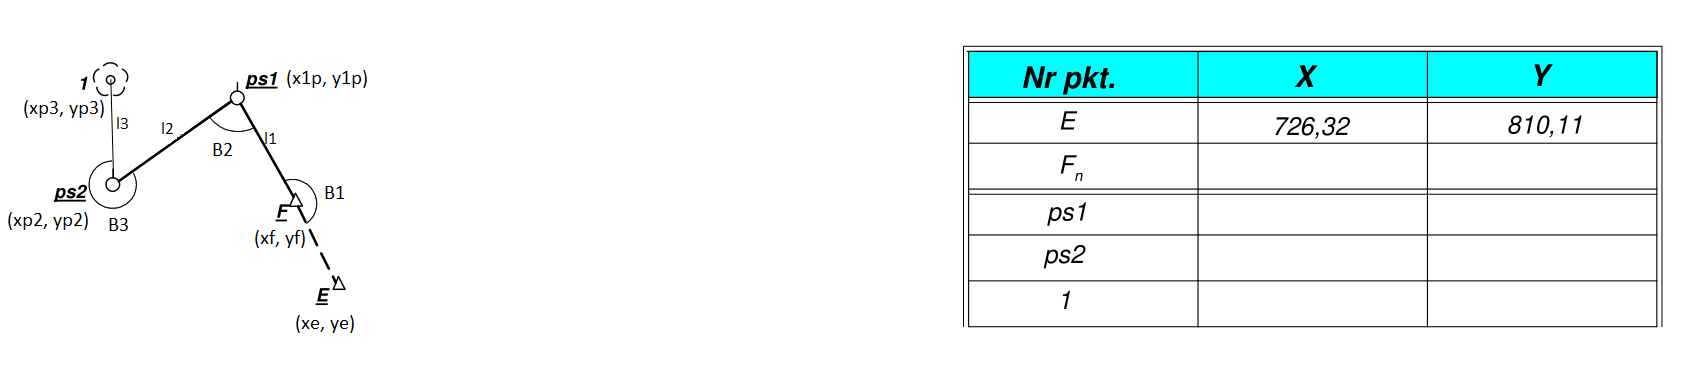 1
(xp3, yp3)
l3
l2
ps1 (x1p, y1p)
l1
B2
ps2
(xp2, yp2)
B3
B1
F
(xf, yf)
E
(xe, ye)
Nr pkt. X Y
E 726,32 810,11
Fn
ps1
ps2
1